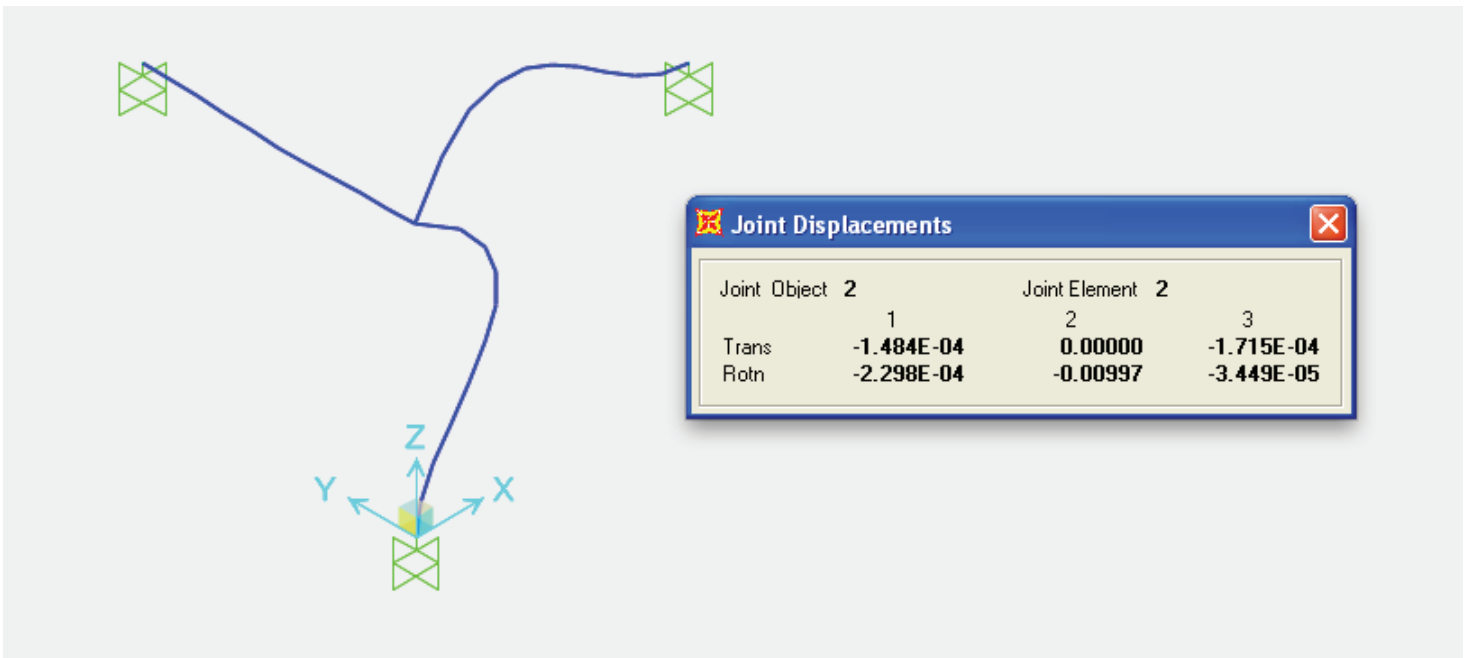 Joint Displacements
Joint Object 2 Joint Element 2
1 2 3
Trans -1.484E-04 0.00000 -1.715E-04
Rotn -2.298E-04 -0.00997 -3.449E-05
Z
Y X